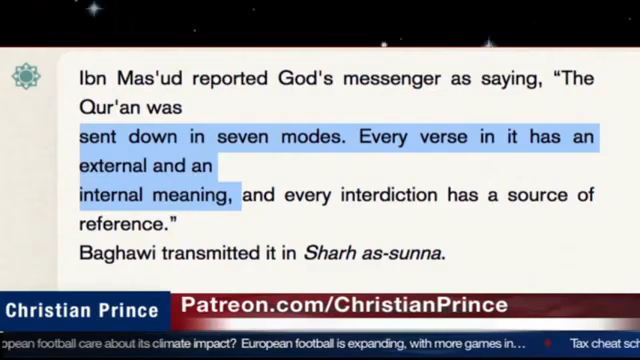 Ibn Mas'ud reported God's messenger as saying, “The
Qur'an was
sent down in seven modes. Every verse in it has an
external and an
internal meaning, and every interdiction has a source of
reference.”
Baghawi transmitted it in Sharh as-sunna.
Christian Prince
Patreon.com/ChristianPrince
opean football care about its climate impact? European football is expanding, with more games in… Tax cheat sc